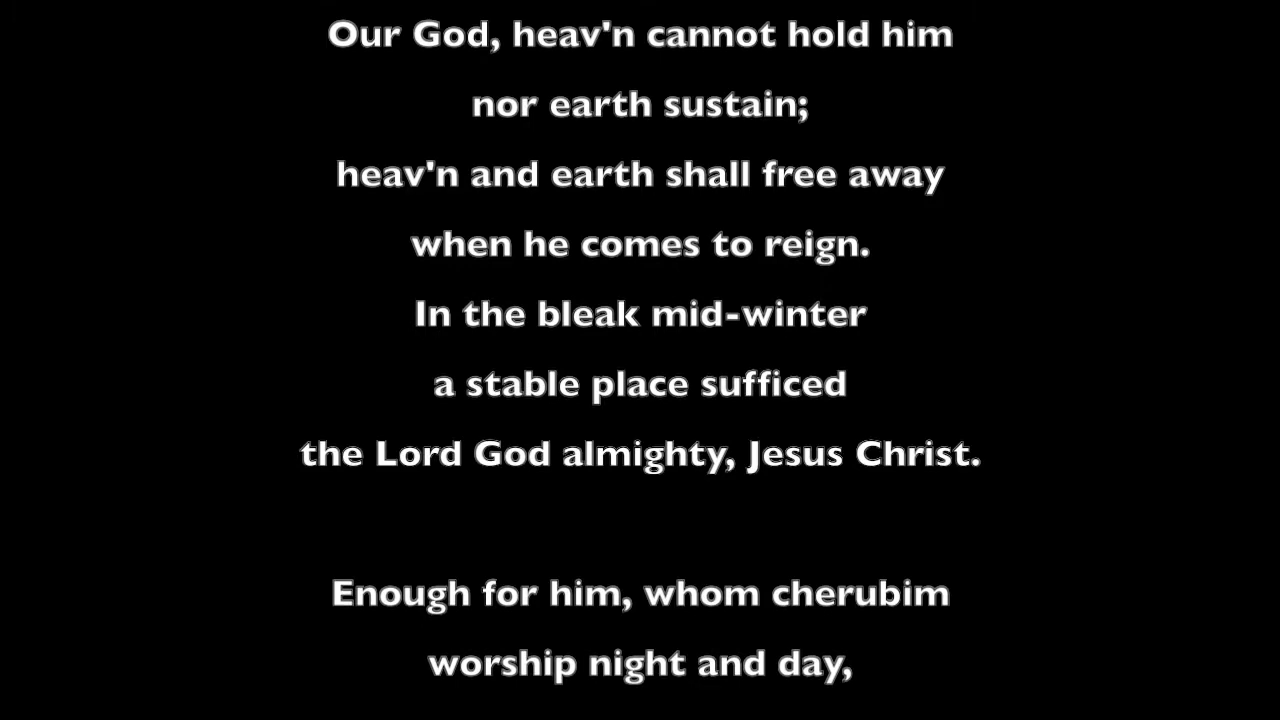 Our God, heav'n cannot hold him
nor earth sustain;
heav'n and earth shall free away
when he comes to reign.
In the bleak mid-winter
a stable place sufficed
the Lord God almighty, Jesus Christ.
Enough for him, whom cherubim
worship night and day,